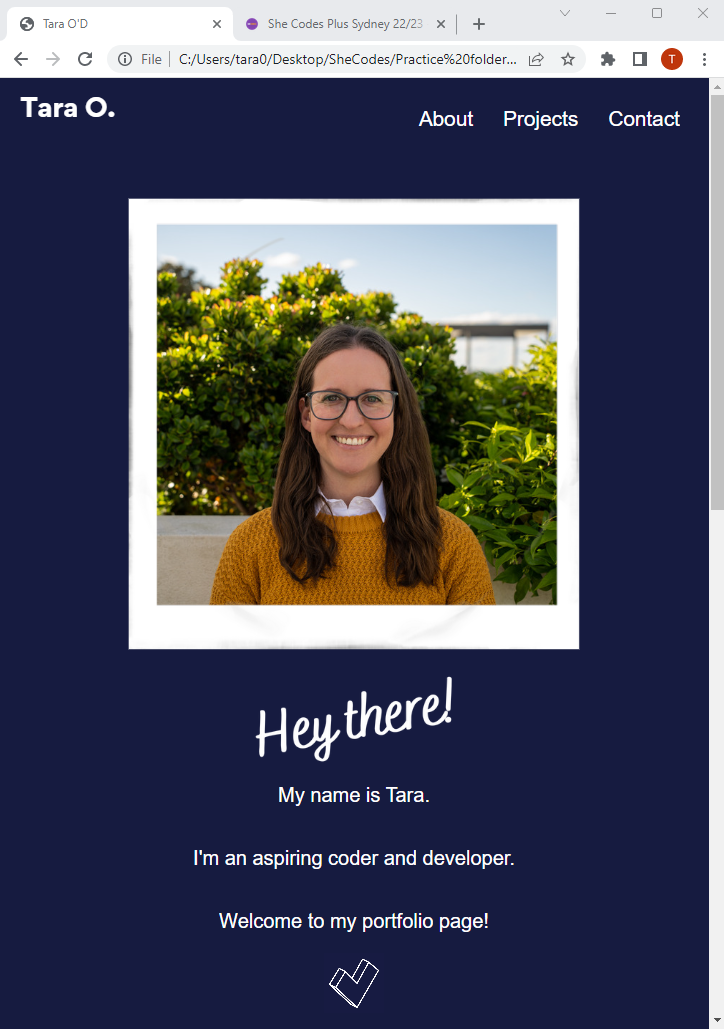 Tara O'D
She Codes Plus Sydney 22/23
File
C:/Users/tara0/Desktop/SheCodes/Practice%20folder...
T
Tara O.
About
Projects
Contact
Hey there!
My name is Tara.
I'm an aspiring coder and developer.
Welcome to my portfolio page!